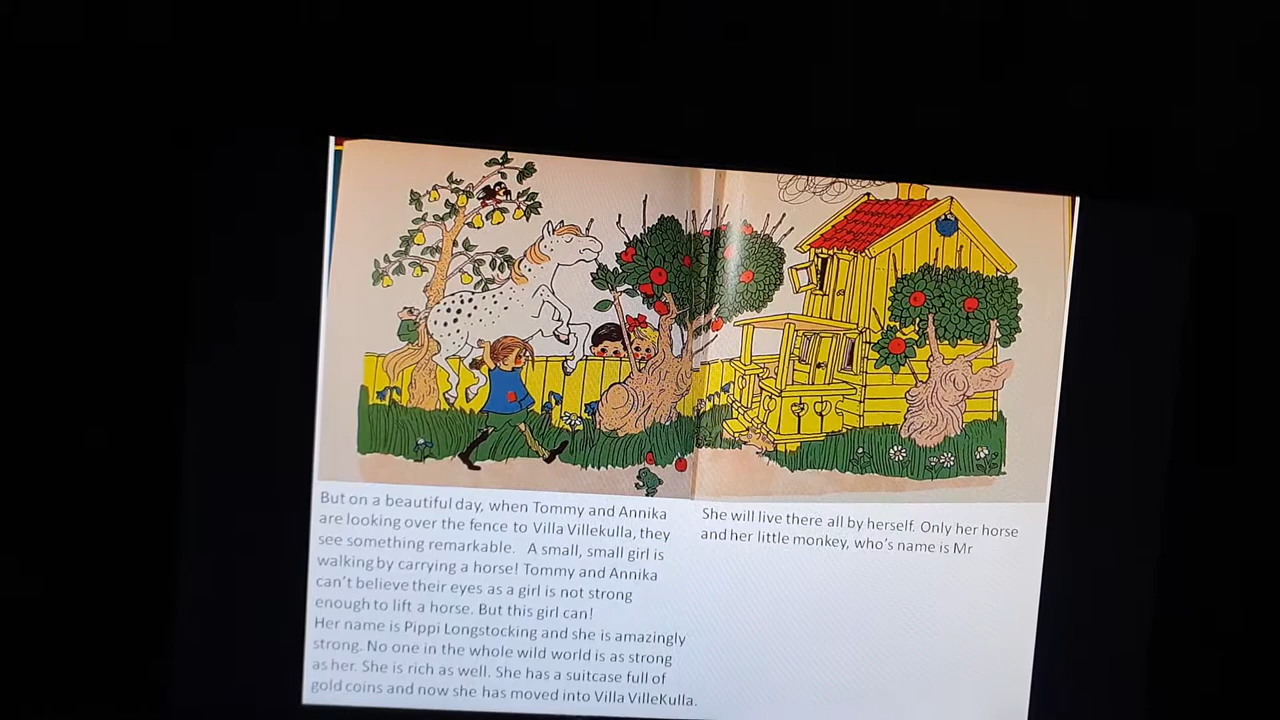 But on a beautiful day, when Tommy and Annika
are looking over the fence to Villa Villekulla, they
see something remarkable. A small, small girl is
walking by carrying a horse! Tommy and Annika
can't believe their eyes as a girl is not strong
enough to lift a horse. But this girl can!
Her name is Pippi Longstocking and she is amazingly
strong. No one in the whole wild world is as strong
as her. She is rich as well. She has a suitcase full of
gold coins and now she has moved into Villa VilleKulla.
She will live there all by herself. Only her horse
and her little monkey, who's name is Mr